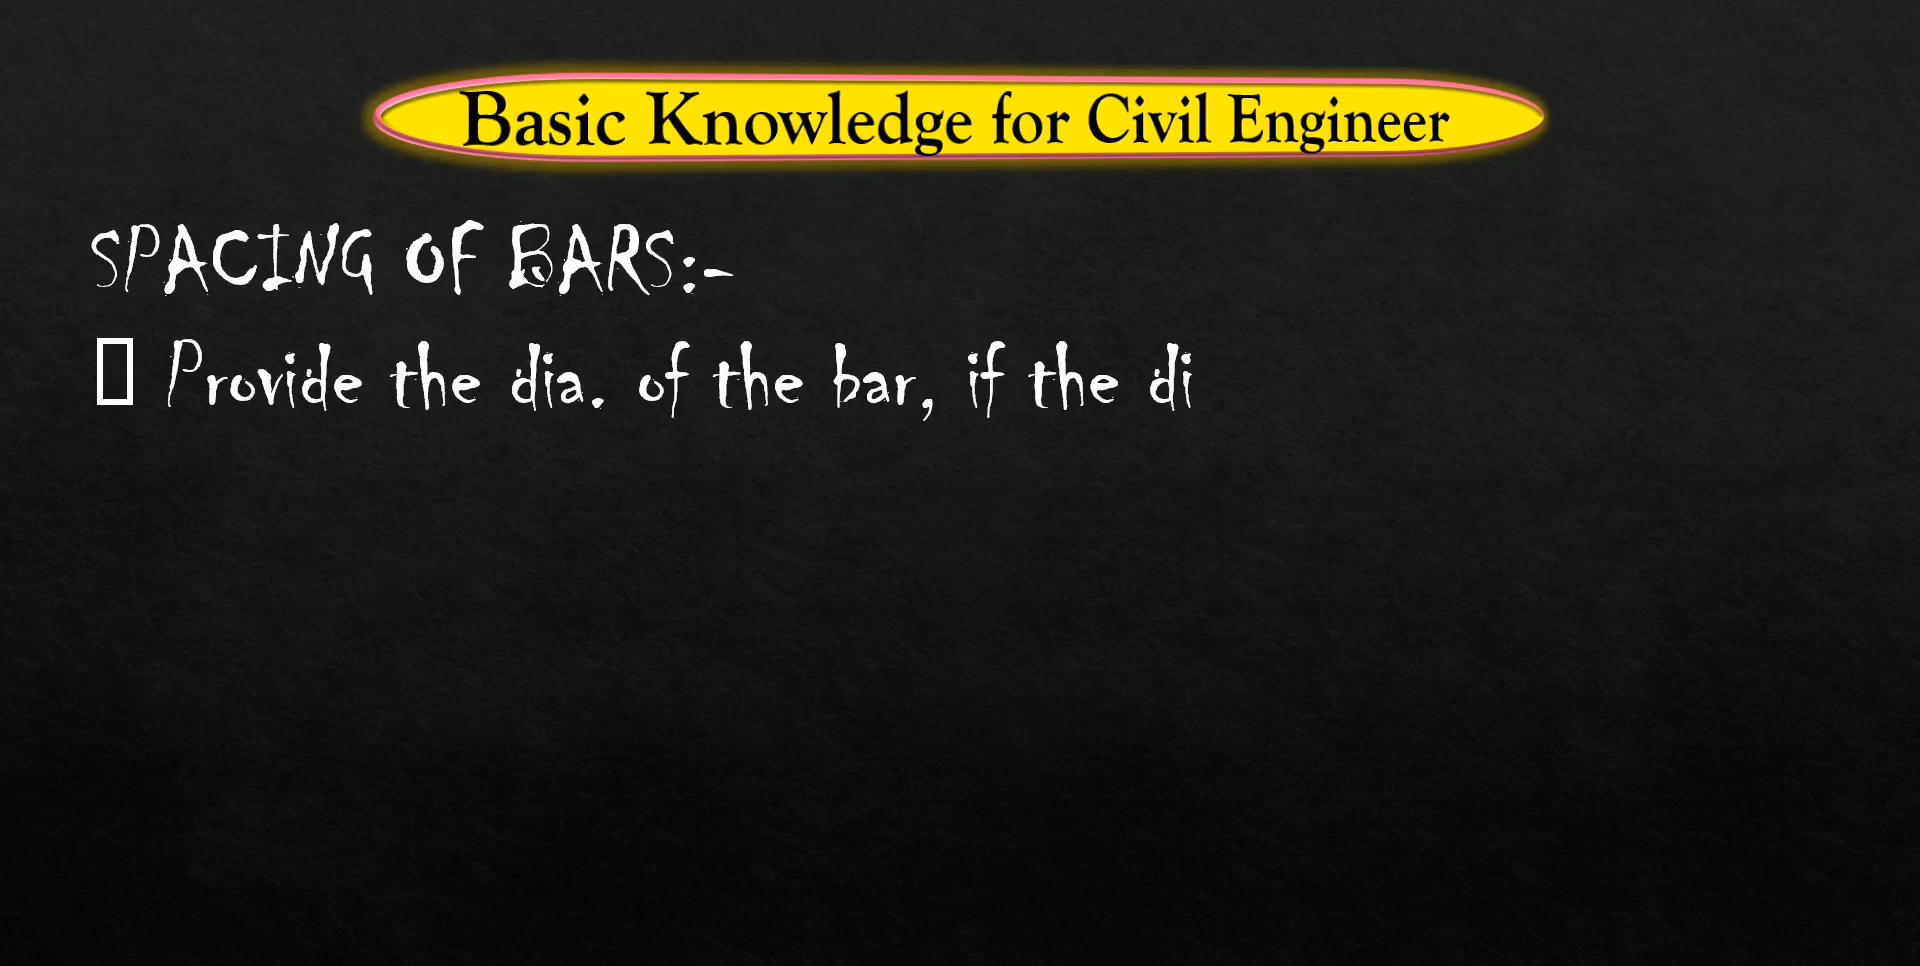 Basic Knowledge for Civil Engineer
SPACING OF BARS:-
Provide the dia. of the bar, if the di